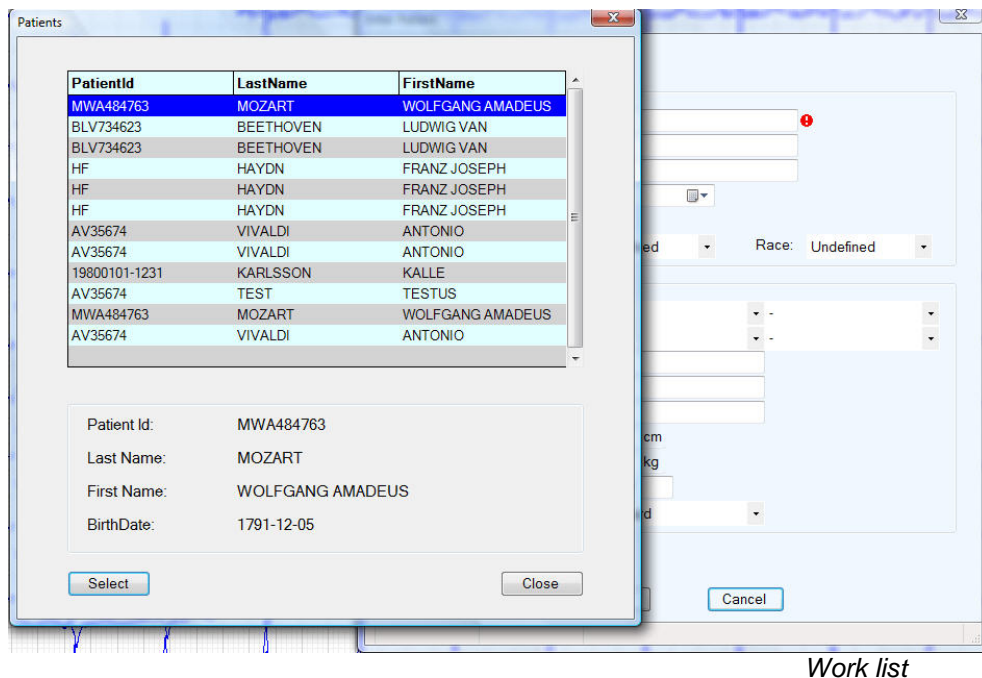 Patients
PatientId LastName FirstName
MWA484763 MOZART WOLFGANG AMADEUS
BLV734623 BEETHOVEN LUDWIG VAN
BLV734623 BEETHOVEN LUDWIG VAN
HF HAYDN FRANZ JOSEPH
HF HAYDN FRANZ JOSEPH
HF HAYDN FRANZ JOSEPH
AV35674 VIVALDI ANTONIO
AV35674 VIVALDI ANTONIO
19800101-1231 KARLSSON KALLE
AV35674 TEST TESTUS
MWA484763 MOZART WOLFGANG AMADEUS
AV35674 VIVALDI ANTONIO
Patient Id: MWA484763
Last Name: MOZART
First Name: WOLFGANG AMADEUS
BirthDate: 1791-12-05
Select Close
ed Race: Undefined
-
-
cm
kg
d
Cancel
Work list